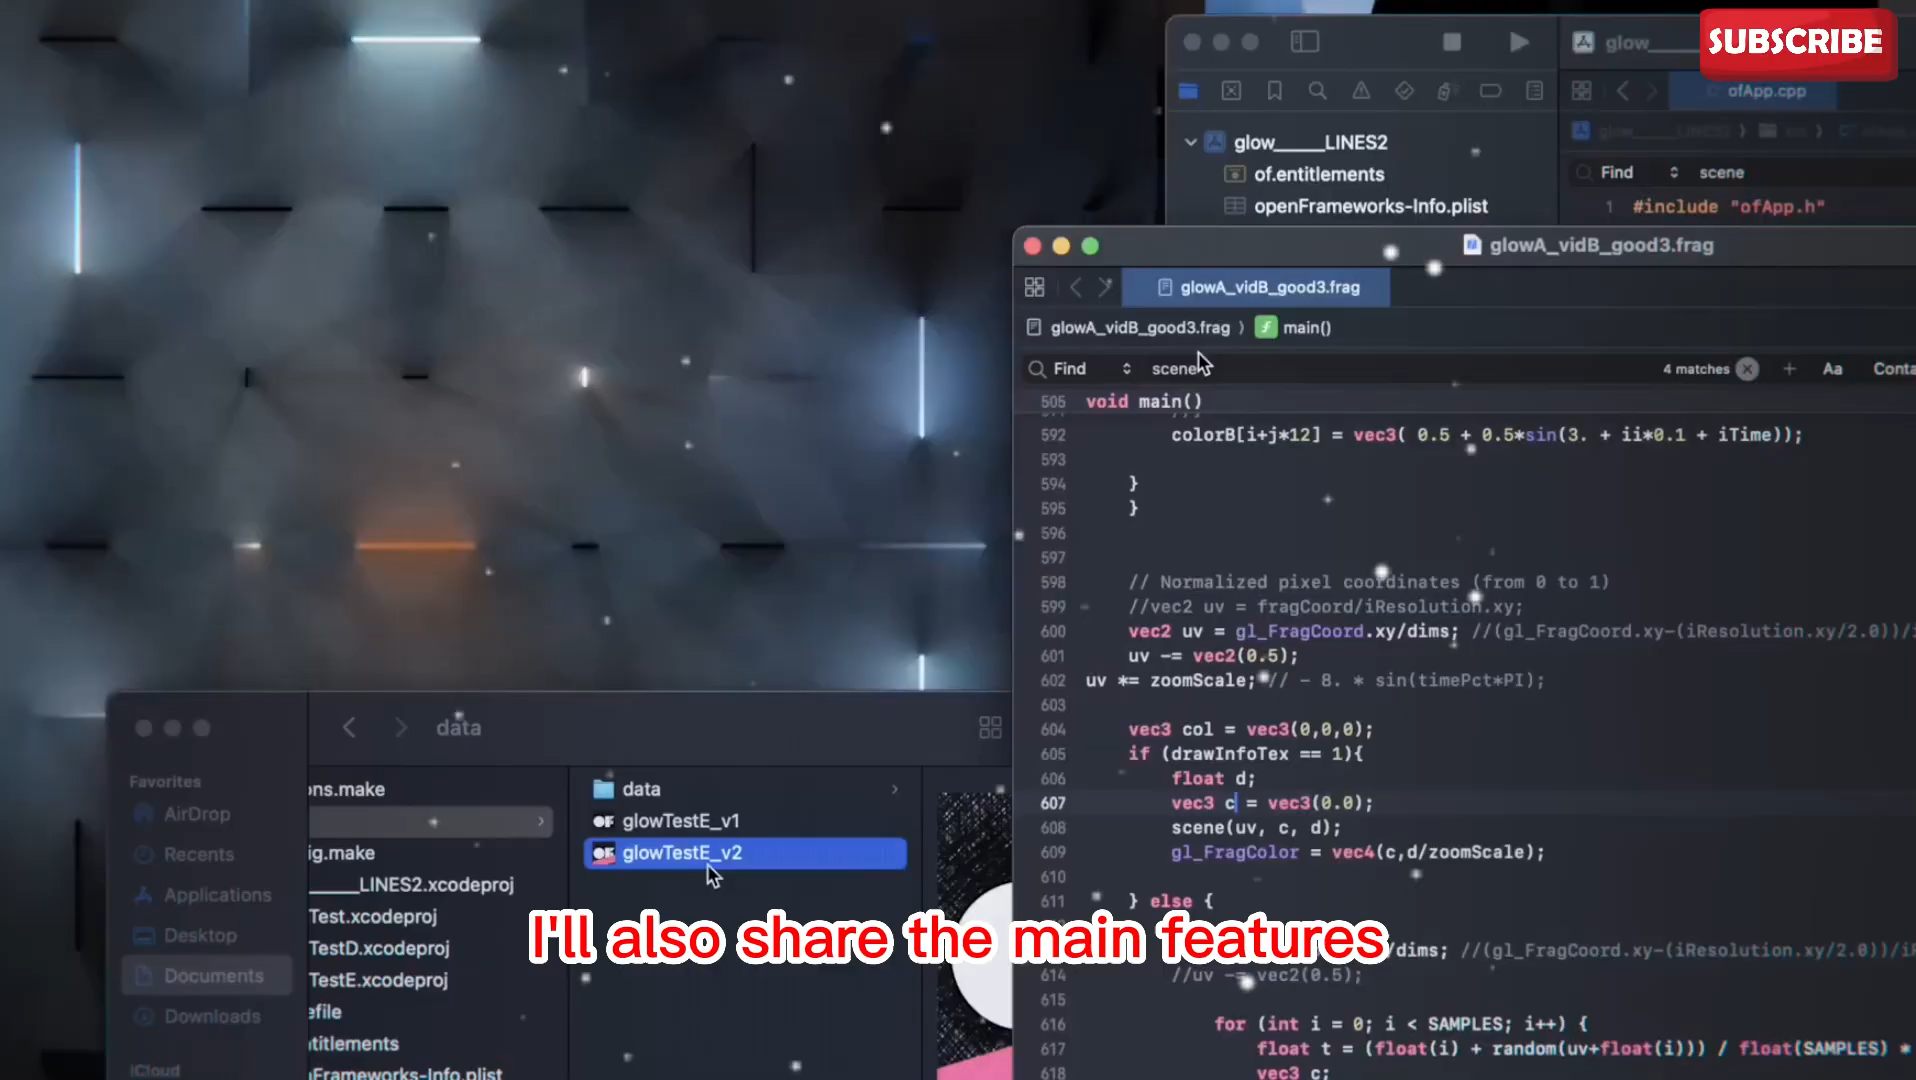 SUBSCRIBE
glow_
ofApp.cpp
glow_____LINES2
of.entitlements
openFrameworks-Info.plist
Find
scene
1 #include "ofApp.h"
glowA_vidB_good3.frag
glowA_vidB_good3.frag
glowA_vidB_good3.frag
main()
Find
scene
4 matches
Aa
Conta
505 void main()
592 colorB[i+j*12] = vec3( 0.5 + 0.5*sin(3. + ii*0.1 + iTime));
593
594 }
595 }
596
597
598 // Normalized pixel coordinates (from 0 to 1)
599 //vec2 uv = fragCoord/iResolution.xy;
600 vec2 uv = gl_FragCoord.xy/dims; //(gl_FragCoord.xy-(iResolution.xy/2.0))/i
601 uv -= vec2(0.5);
602 uv *= zoomScale; // - 8. * sin(timePct*PI);
603
604 vec3 col = vec3(0,0,0);
605 if (drawInfoTex == 1){
606 float d;
607 vec3 c = vec3(0.0);
608 scene(uv, c, d);
609 gl_FragColor = vec4(c,d/zoomScale);
610
611 } else {
dims; //(gl_FragCoord.xy-(iResolution.xy/2.0))/i
614 //uv -= vec2(0.5);
615
616 for (int i = 0; i < SAMPLES; i++) {
617 float t = (float(i) + random(uv+float(i))) / float(SAMPLES) *
618 vec3 c;
data
Favorites
AirDrop
Recents
Applications
Desktop
Documents
Downloads
iCloud
ons.make
ig.make
____LINES2.xcodeproj
Test.xcodeproj
TestD.xcodeproj
TestE.xcodeproj
efile
titlements
Frameworks-Info.plist
data
glowTestE_v1
glowTestE_v2
I'll also share the main features